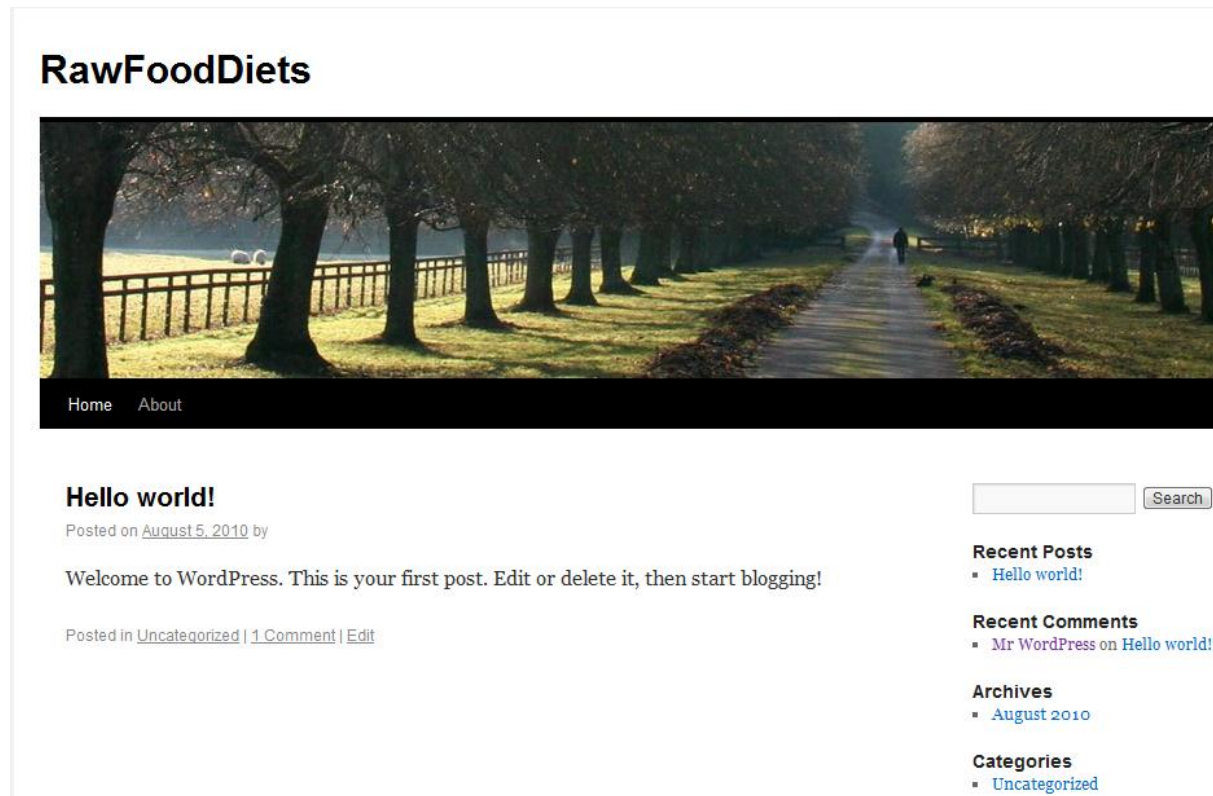 RawFoodDiets
Home About
Hello world!
Posted on August 5, 2010 by
Welcome to WordPress. This is your first post. Edit or delete it, then start blogging!
Posted in Uncategorized | 1 Comment | Edit
Search
Recent Posts
Hello world!
Recent Comments
Mr WordPress on Hello world!
Archives
August 2010
Categories
Uncategorized